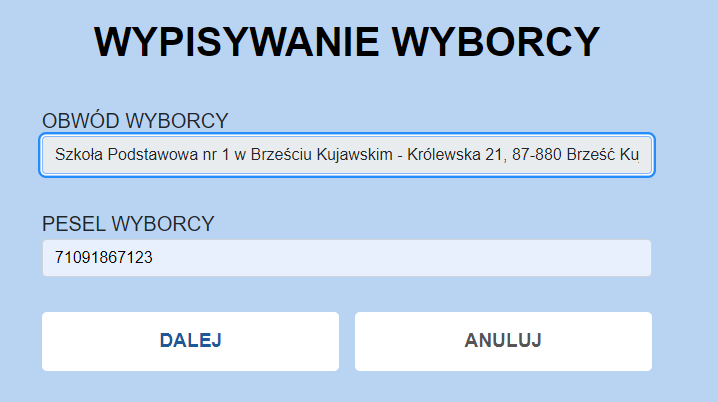 WYPISYWANIE WYBORCY
OBWÓD WYBORCY
Szkoła Podstawowa nr 1 w Brześciu Kujawskim - Królewska 21, 87-880 Brześć Ku
PESEL WYBORCY
71091867123
DALEJ
ANULUJ